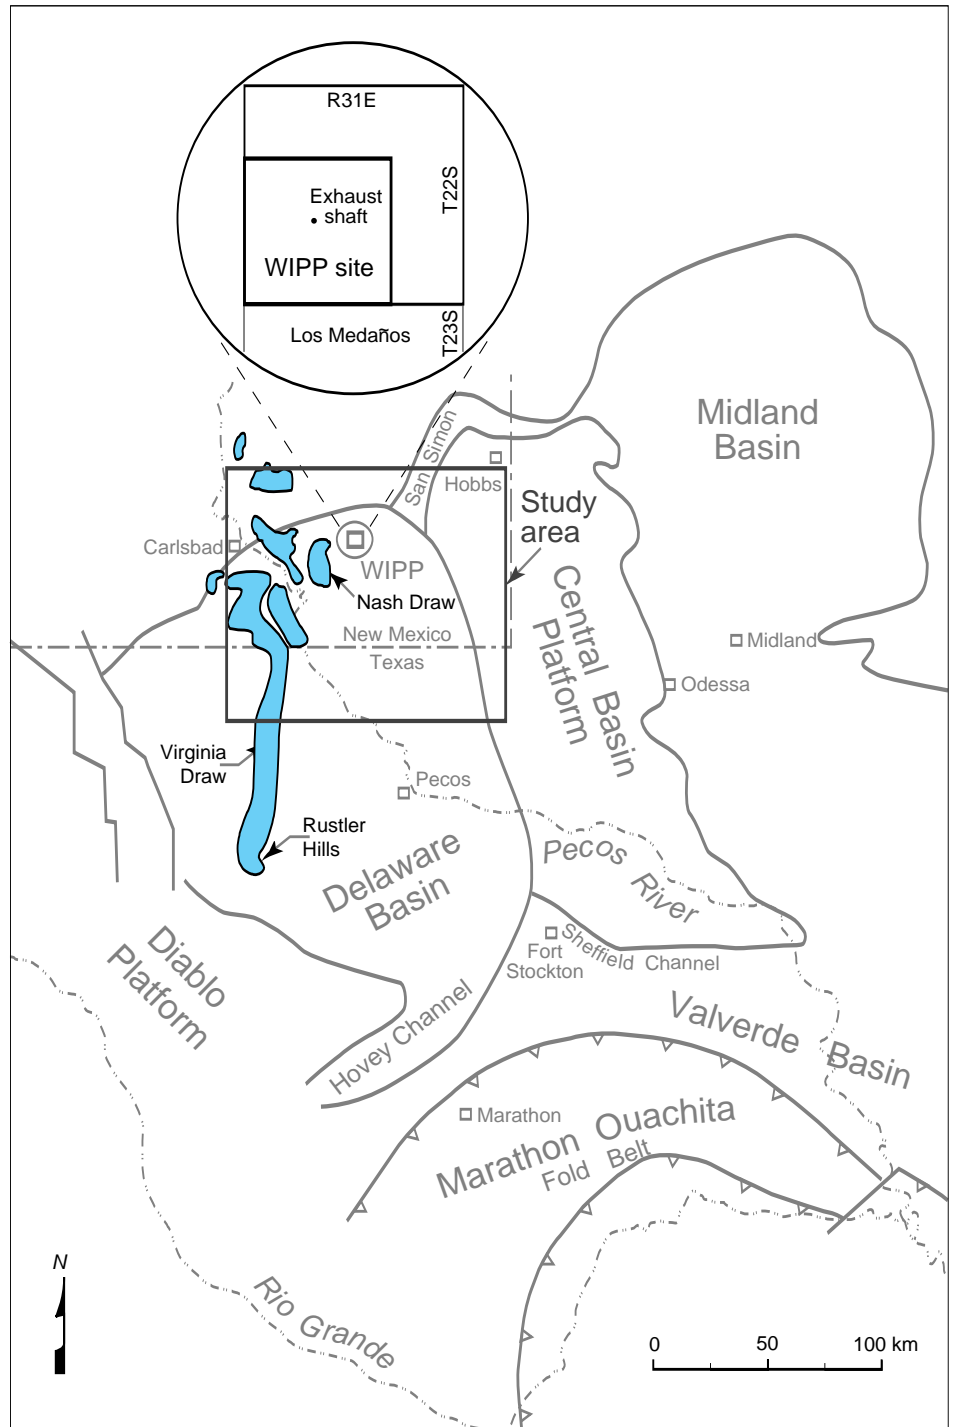 R31E
T22S
Exhaust
shaft
WIPP site
Los Medaños
T23S
Midland
Basin
San Simon
Hobbs
Study
area
Carlsbad
WIPP
Nash Draw
New Mexico
Texas
Central Basin
Platform
Midland
Odessa
Virginia
Draw
Pecos
Rustler
Hills
Delaware
Basin
Pecos River
Diablo
Platform
Fort
Stockton
Sheffield Channel
Hovey Channel
Valverde Basin
Marathon
Marathon Ouachita
Fold Belt
N
Rio Grande
0 50 100 km